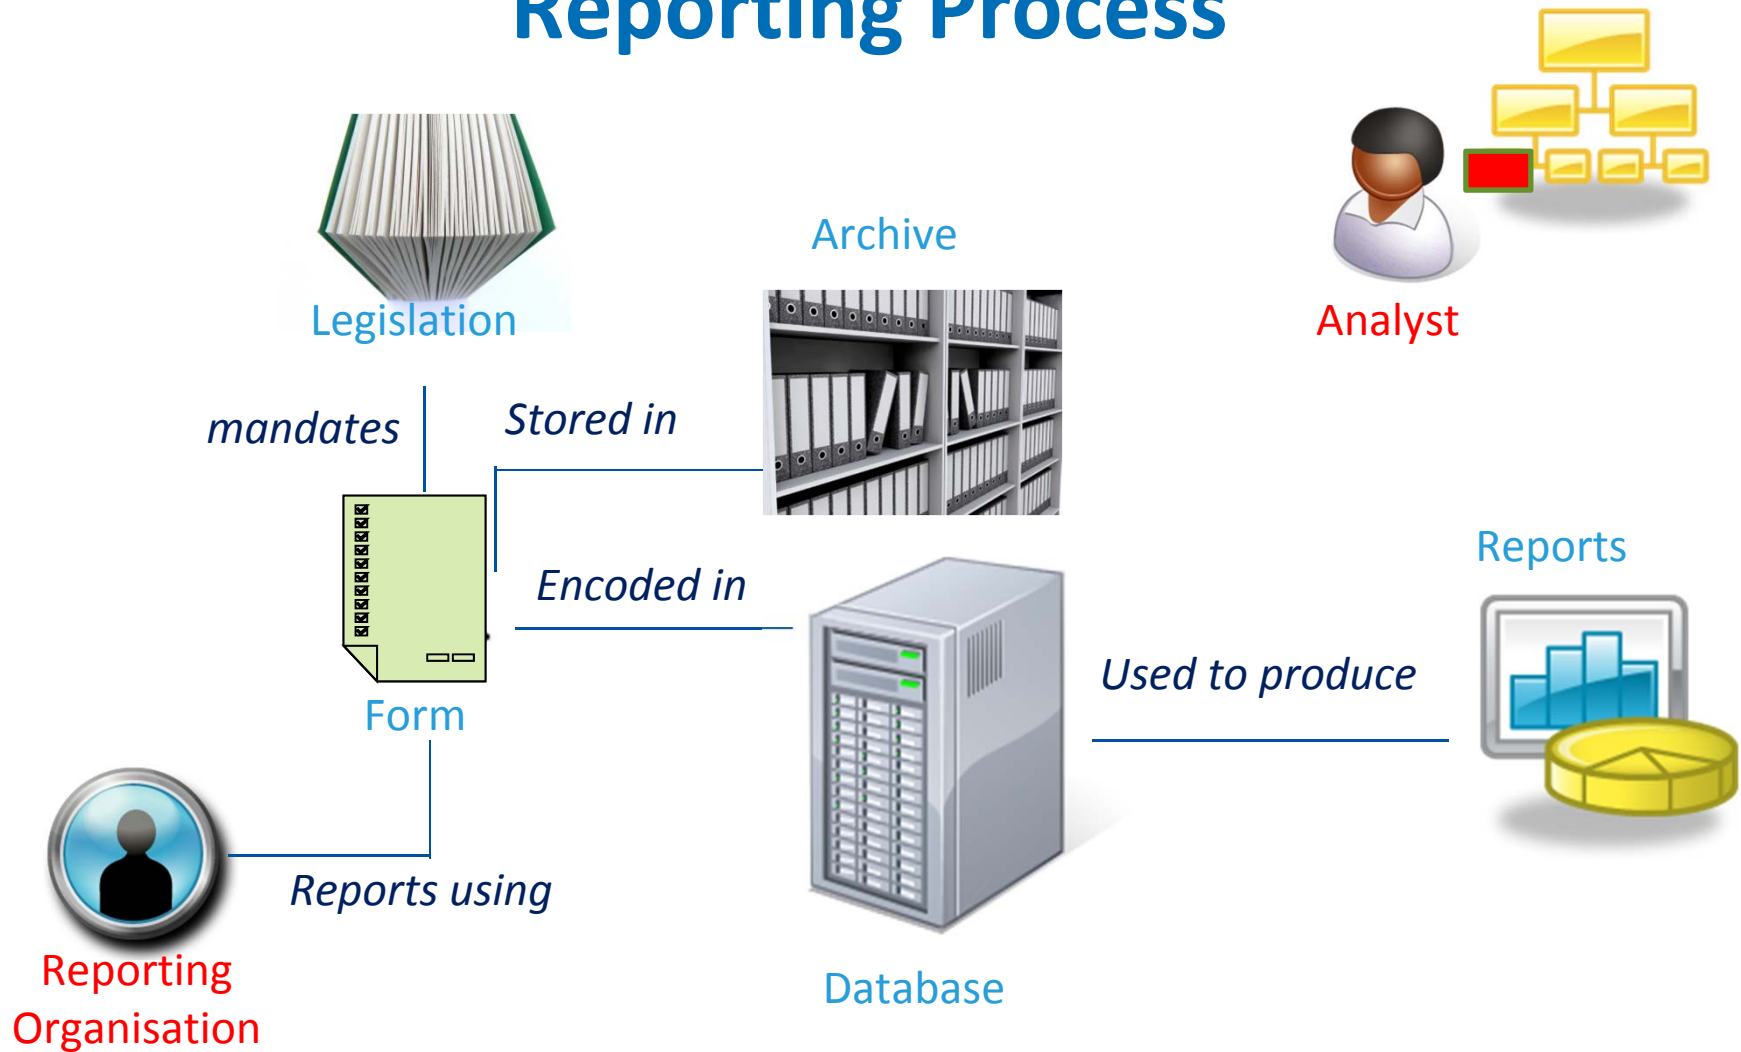 Reporting Process
Archive
Legislation
Analyst
mandates
Stored in
Encoded in
Reports
Used to produce
Form
Reports using
Reporting
Organisation
Database